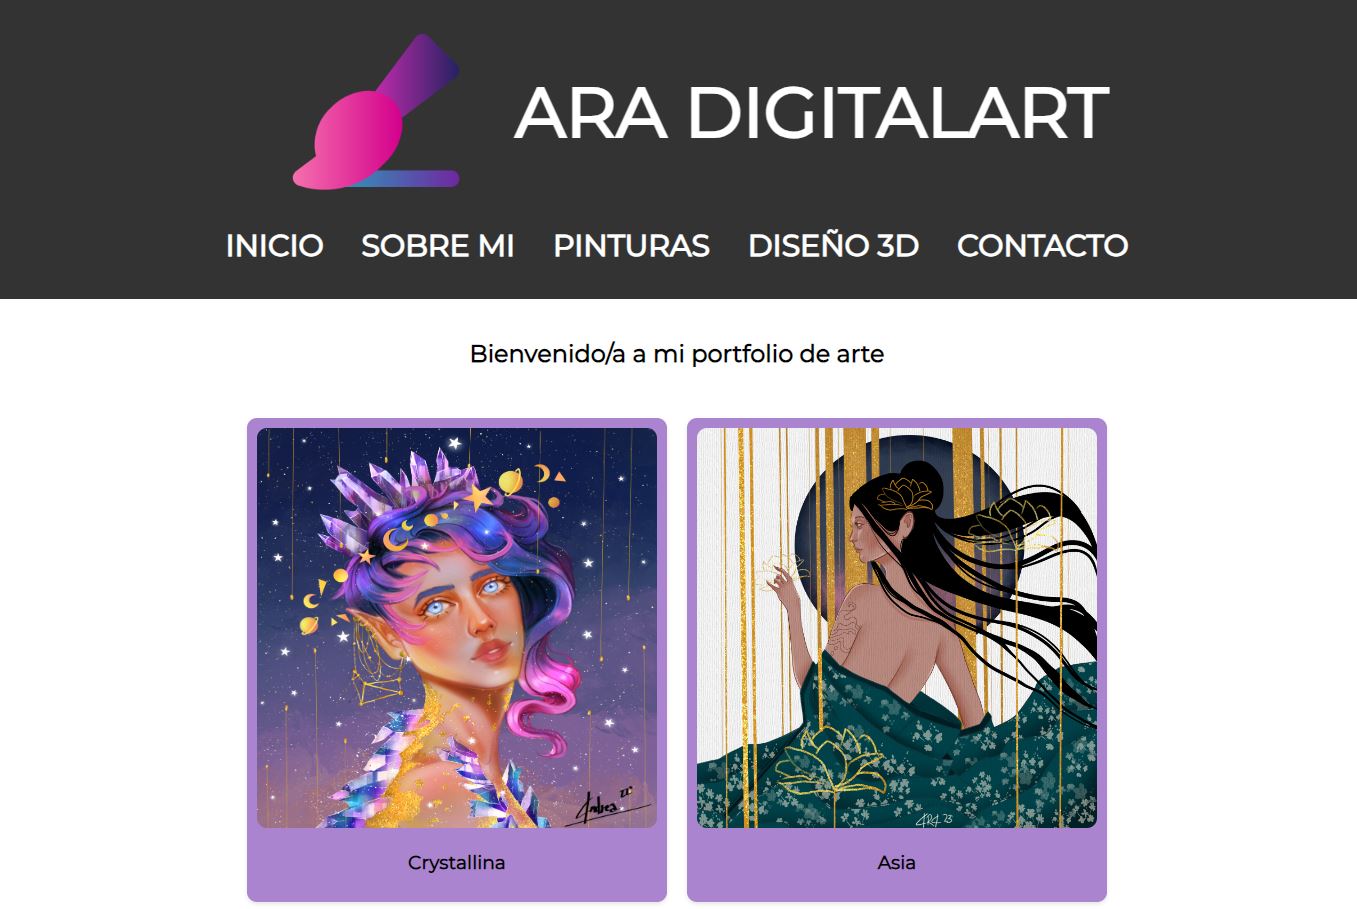 ARA DIGITALART
INICIO SOBRE MI PINTURAS DISEÑO 3D CONTACTO
Bienvenido/a a mi portfolio de arte
Andrea 22
ARA 23
Crystallina
Asia